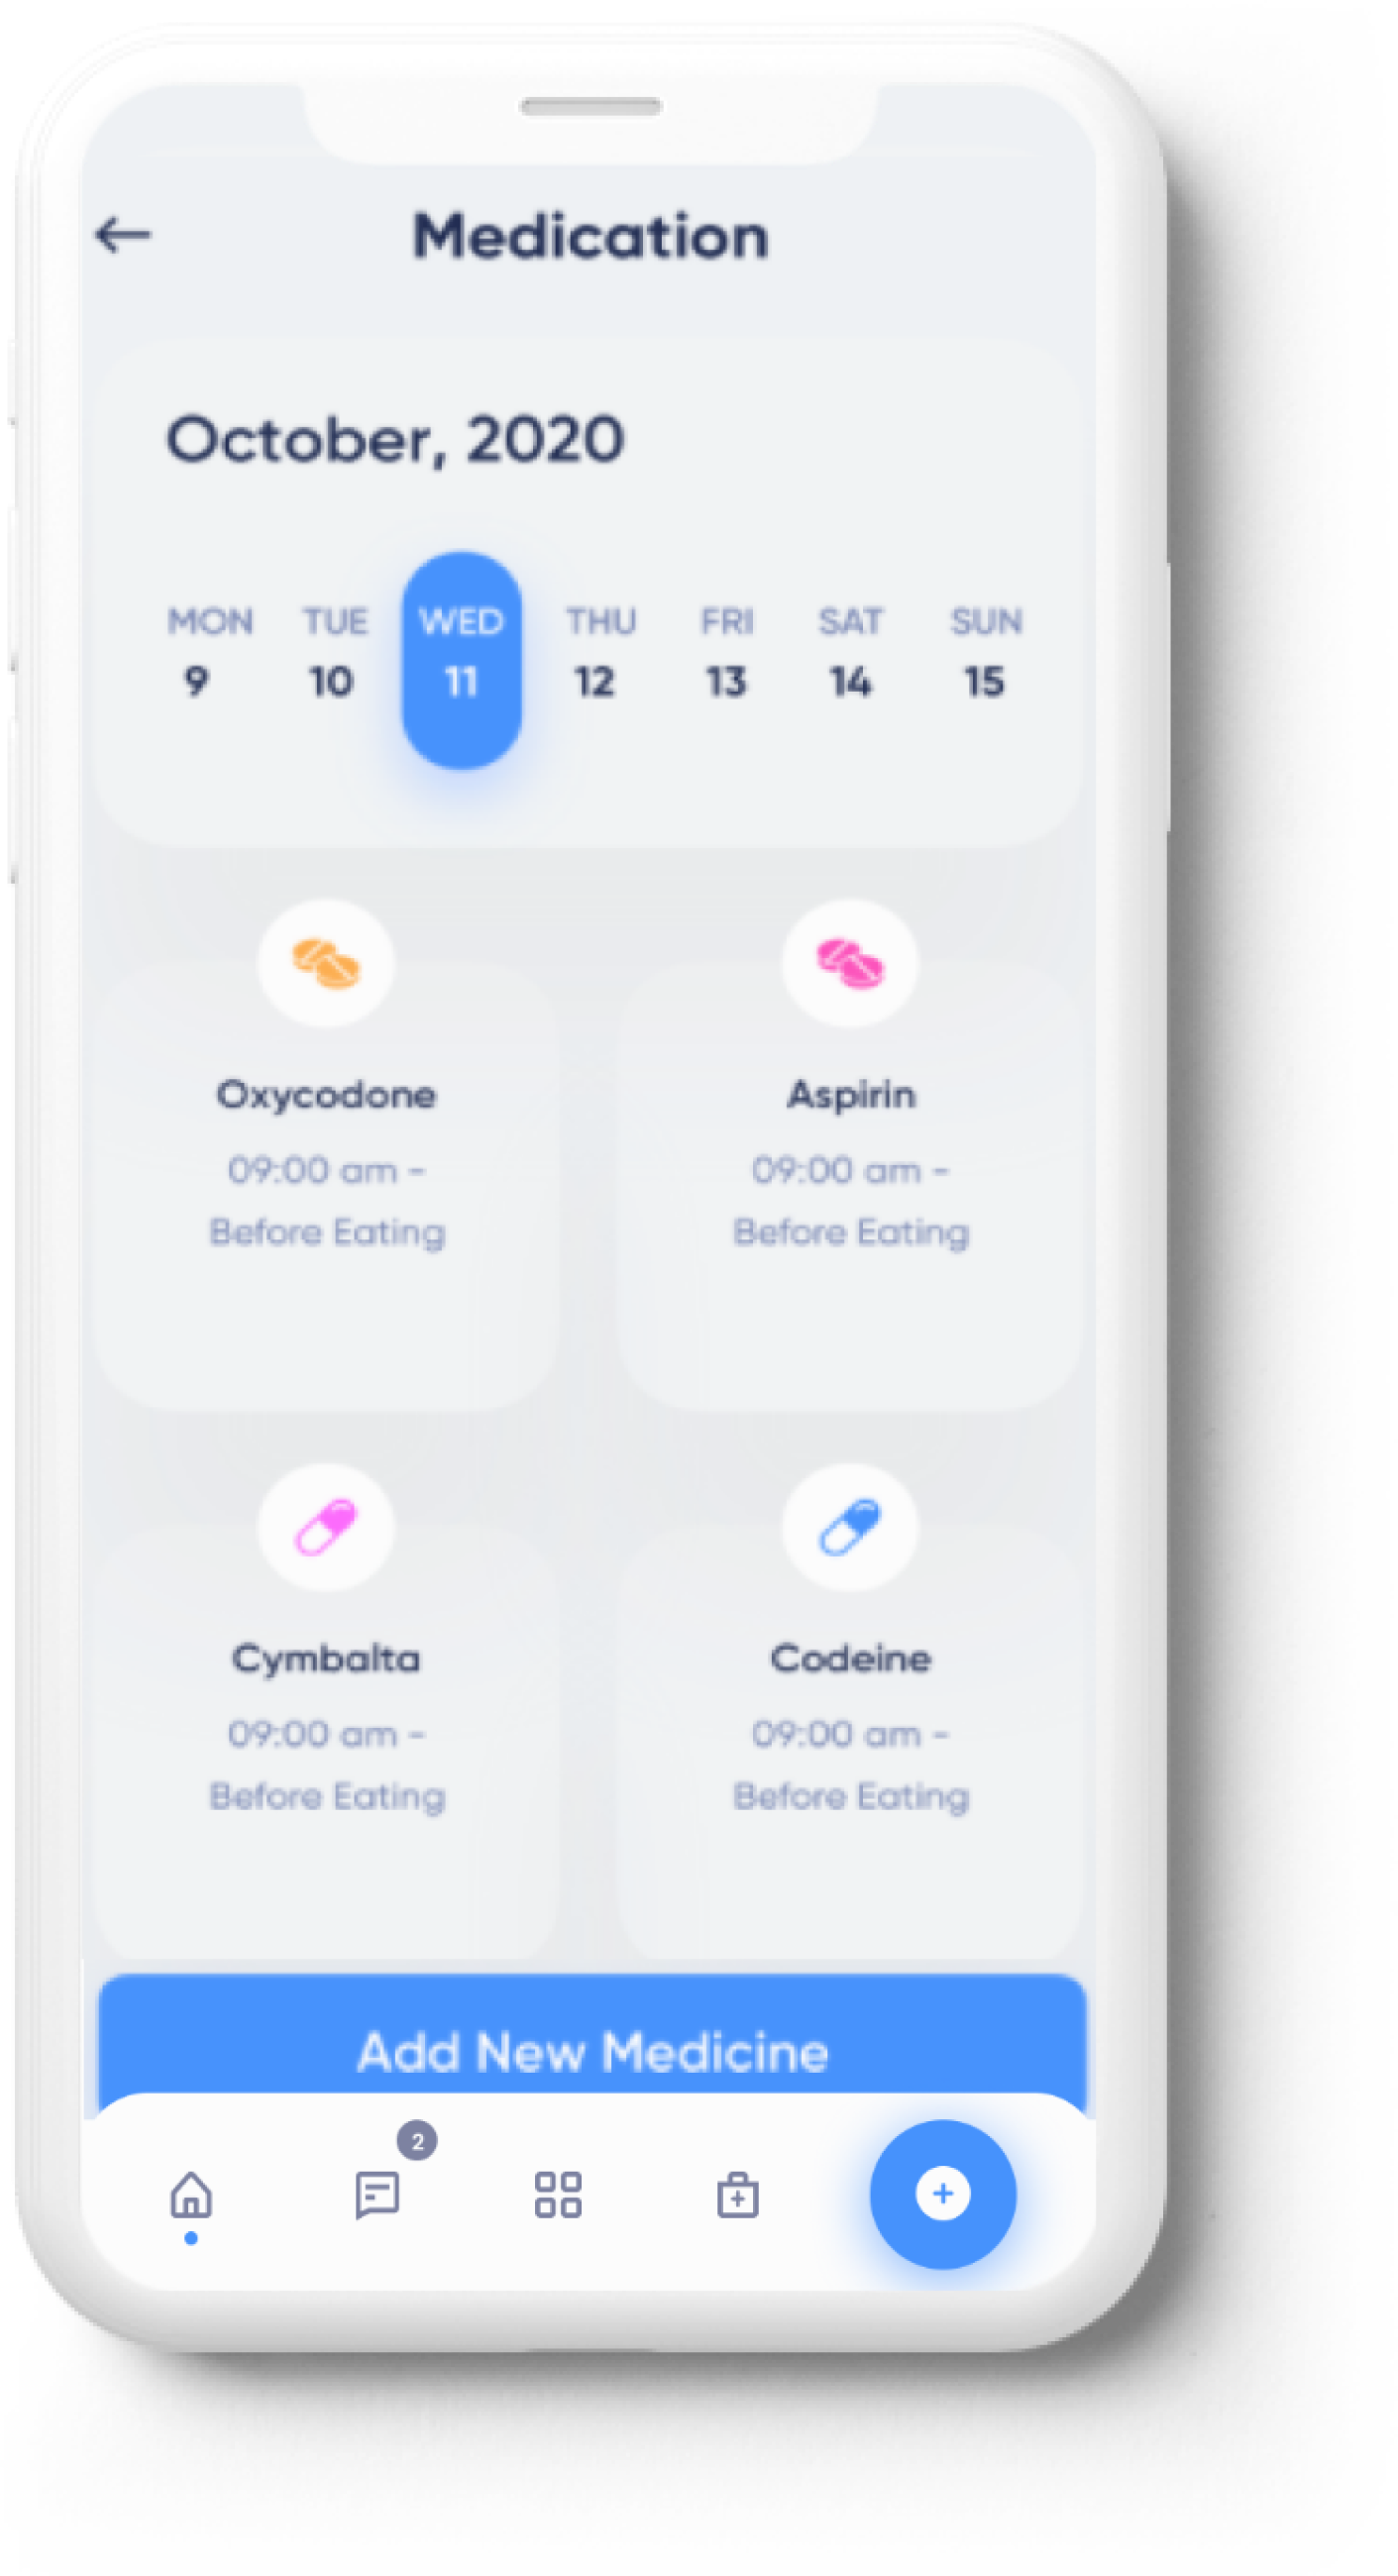 Medication
October, 2020
MON TUE WED THU FRI SAT SUN
9 10 11 12 13 14 15
Oxycodone
09:00 am -
Before Eating
Aspirin
09:00 am -
Before Eating
Cymbalta
09:00 am -
Before Eating
Codeine
09:00 am -
Before Eating
Add New Medicine
2